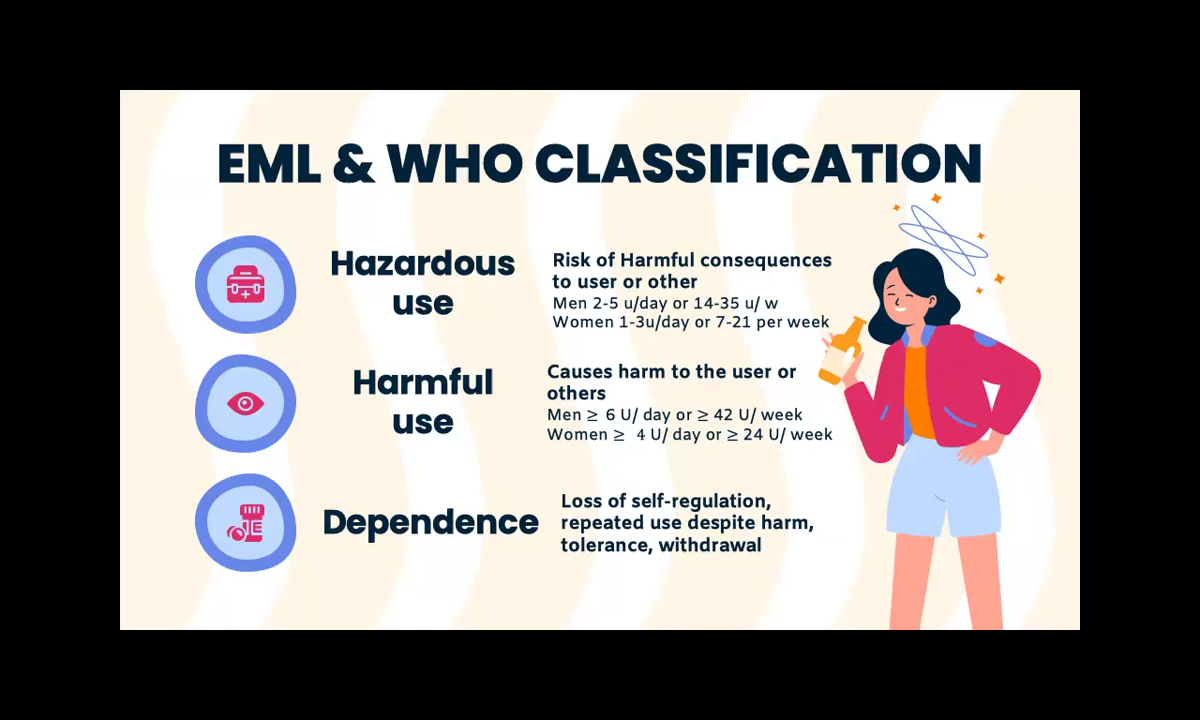 EML & WHO CLASSIFICATION
Hazardous
use
Risk of Harmful consequences
to user or other
Men 2-5 u/day or 14-35 u/ w
Women 1-3u/day or 7-21 per week
Harmful
use
Causes harm to the user or
others
Men ≥ 6 U/ day or ≥ 42 U/ week
Women ≥ 4 U/ day or ≥ 24 U/ week
Dependence
Loss of self-regulation,
repeated use despite harm,
tolerance, withdrawal